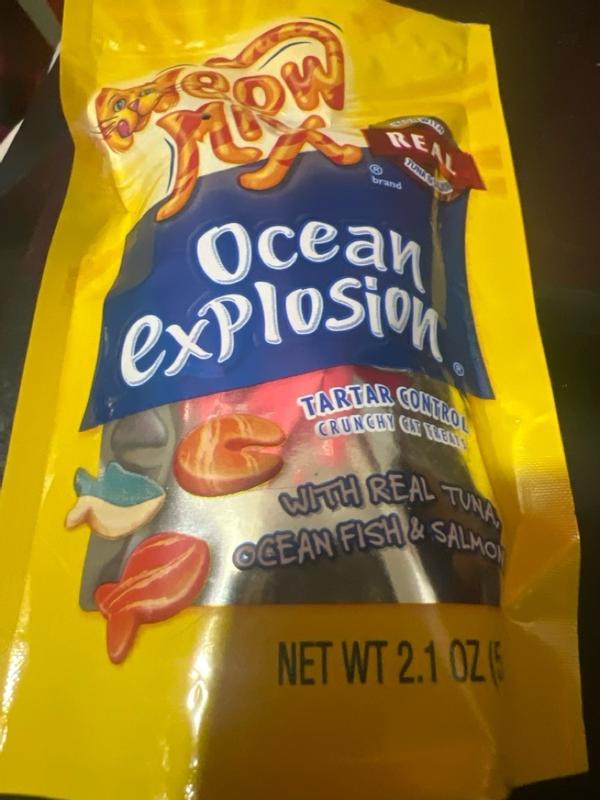 Meow
Mix
REAL
® brand
Ocean
explosion®
TARTAR CONTROL
CRUNCHY CAT TREATS
WITH REAL TUNA,
OCEAN FISH & SALMON
NET WT 2.1 OZ (5